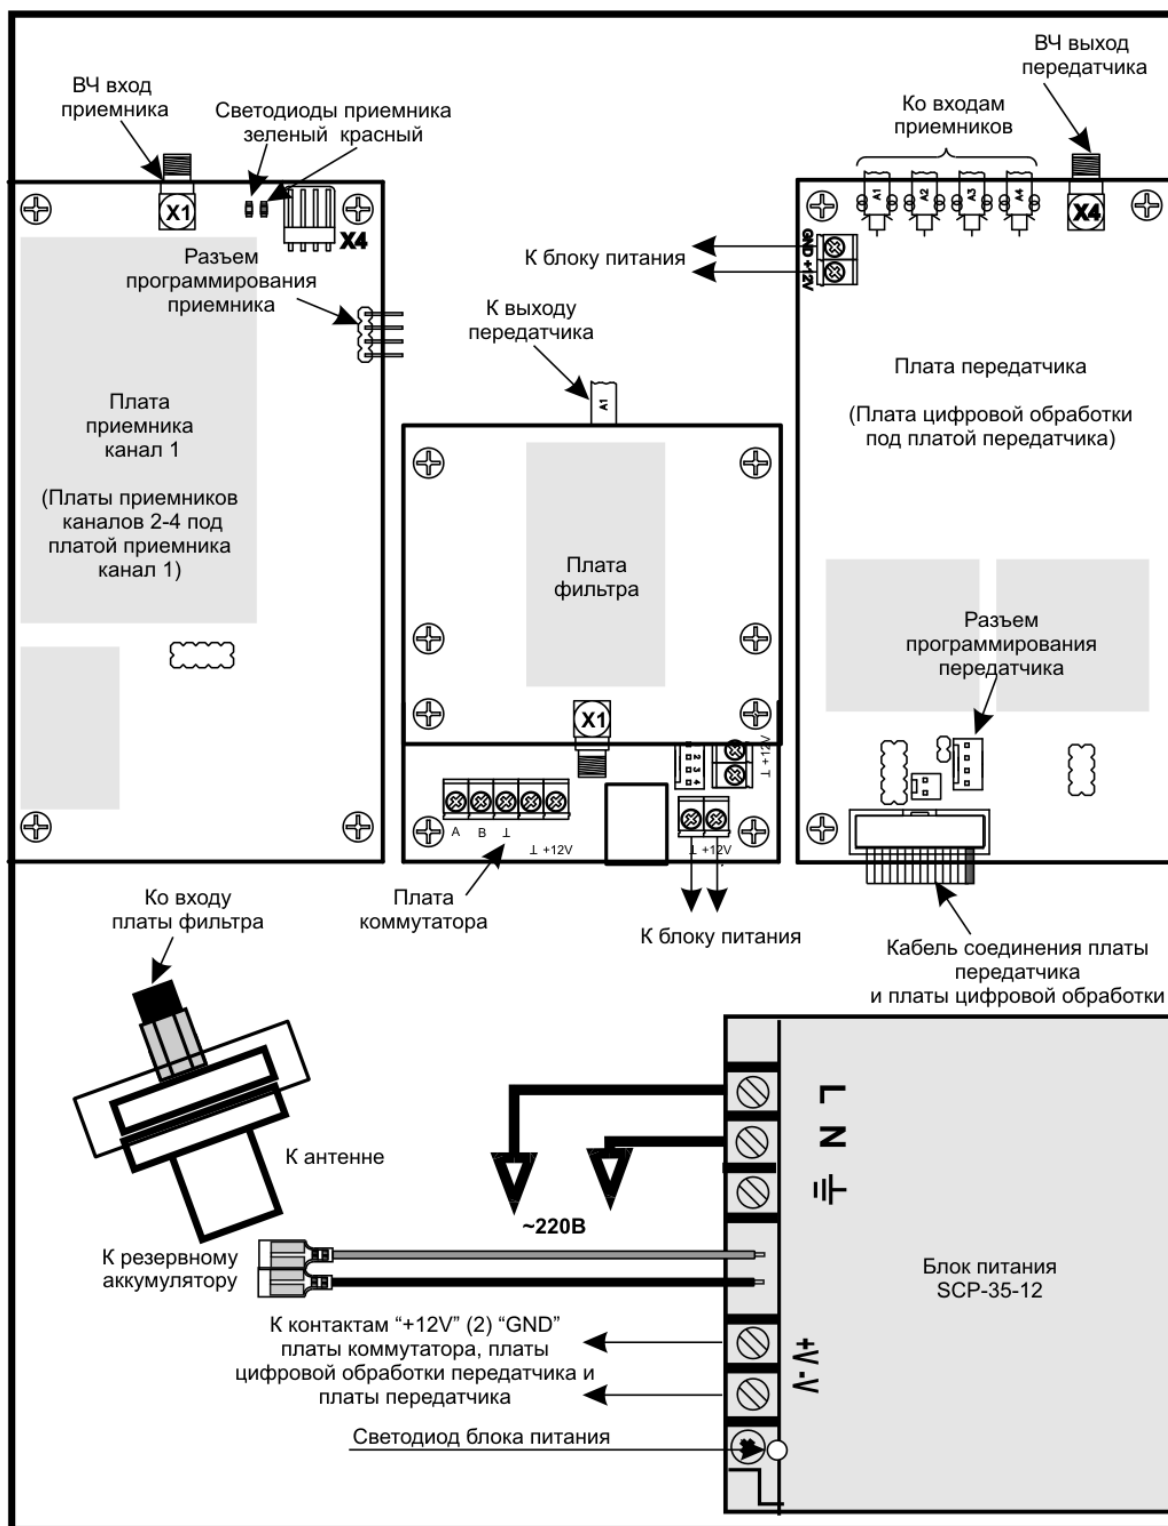 ВЧ вход
приемника
Светодиоды приемника
зеленый красный
X1
X4
Разъем
программирования
приемника
Плата
приемника
канал 1
(Платы приемников
каналов 2-4 под
платой приемника
канал 1)
ВЧ выход
передатчика
Ко входам
приемников
A1
A2
A3
A4
X4
GND +12V
К блоку питания
К выходу
передатчика
A1
Плата передатчика
(Плата цифровой обработки
под платой передатчика)
Плата
фильтра
X1
Разъем
программирования
передатчика
2 3 4
⊥ +12V
A B ⊥
⊥ +12V
⊥ +12V
Плата
коммутатора
К блоку питания
Кабель соединения платы
передатчика
и платы цифровой обработки
Ко входу
платы фильтра
К антенне
L
N
~220В
К резервному
аккумулятору
Блок питания
SCP-35-12
К контактам “+12V” (2) “GND”
платы коммутатора, платы
цифровой обработки передатчика и
платы передатчика
+V -V
Светодиод блока питания